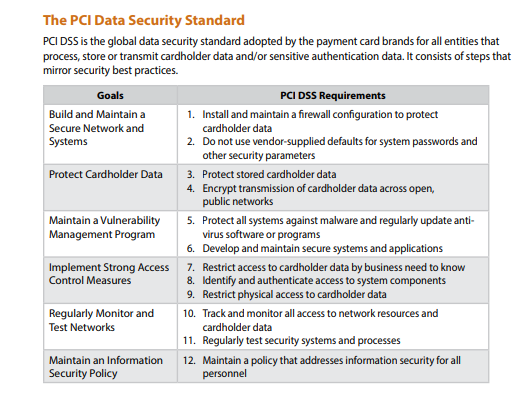 The PCI Data Security Standard
PCI DSS is the global data security standard adopted by the payment card brands for all entities that
process, store or transmit cardholder data and/or sensitive authentication data. It consists of steps that
mirror security best practices.
Goals
PCI DSS Requirements
Build and Maintain a
Secure Network and
Systems
1. Install and maintain a firewall configuration to protect
cardholder data
2. Do not use vendor-supplied defaults for system passwords and
other security parameters
Protect Cardholder Data
3. Protect stored cardholder data
4. Encrypt transmission of cardholder data across open,
public networks
Maintain a Vulnerability
Management Program
5. Protect all systems against malware and regularly update anti-
virus software or programs
6. Develop and maintain secure systems and applications
Implement Strong Access
Control Measures
7. Restrict access to cardholder data by business need to know
8. Identify and authenticate access to system components
9. Restrict physical access to cardholder data
Regularly Monitor and
Test Networks
10. Track and monitor all access to network resources and
cardholder data
11. Regularly test security systems and processes
Maintain an Information
Security Policy
12. Maintain a policy that addresses information security for all
personnel